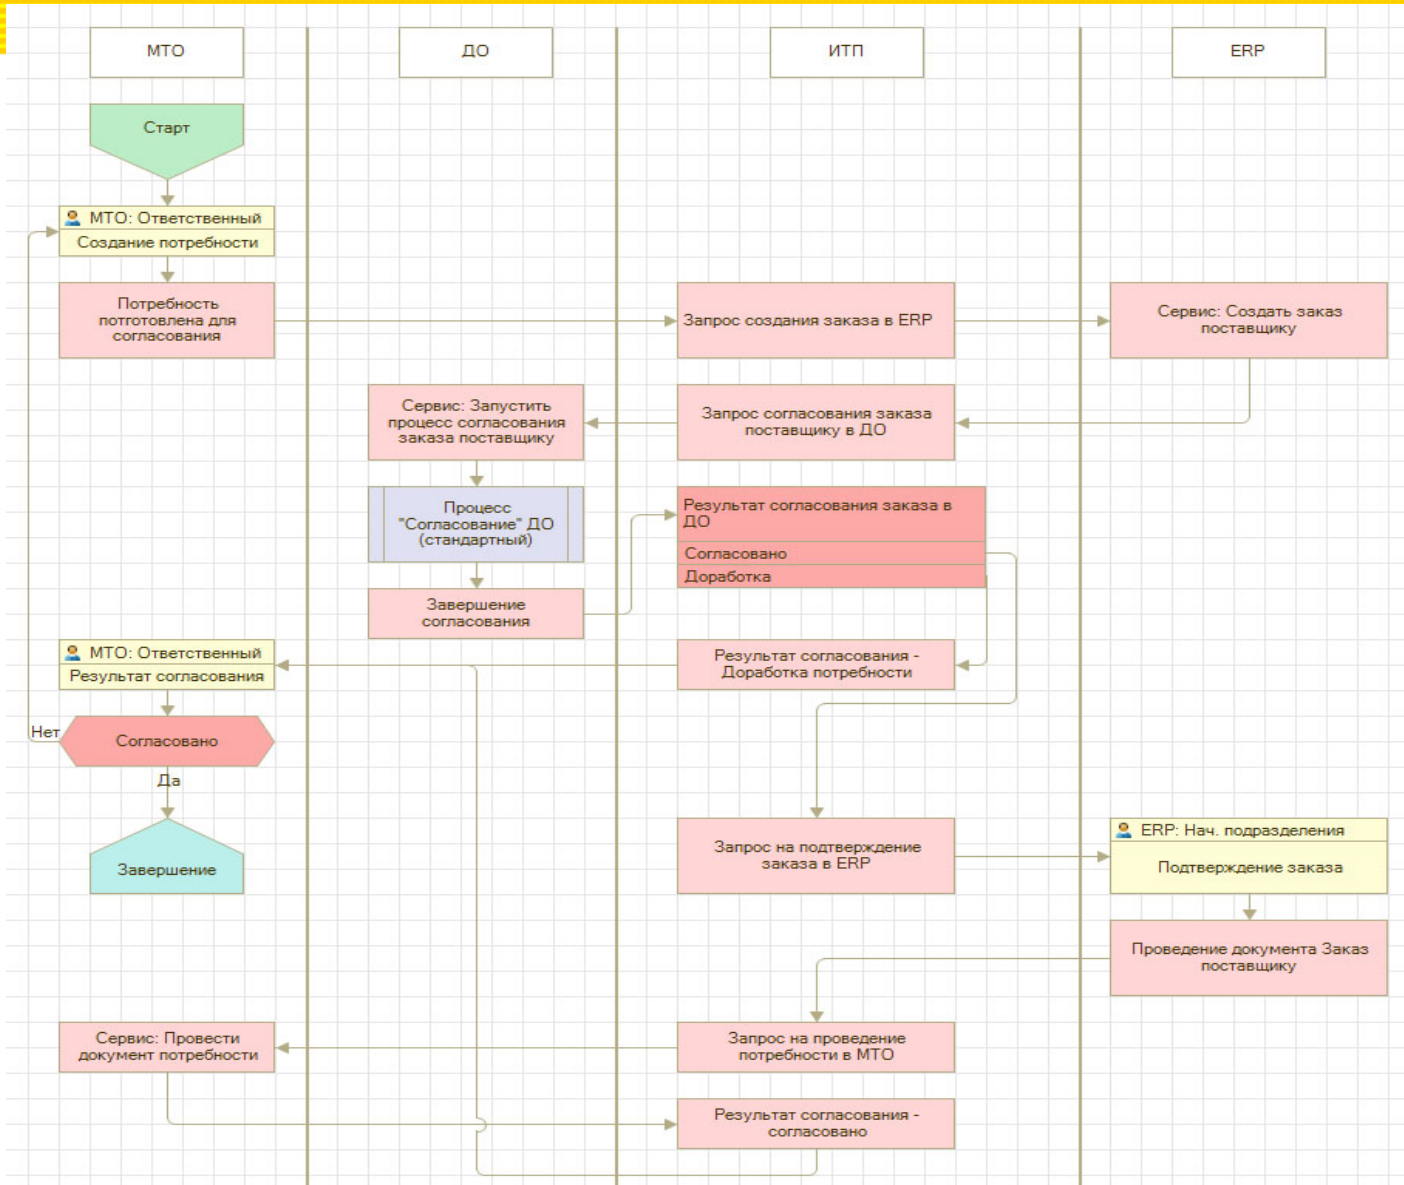 МТО
ДО
ИТП
ERP
Старт
МТО: Ответственный
Создание потребности
Потребность
потготовлена для
согласования
Запрос создания заказа в ERP
Сервис: Создать заказ
поставщику
Сервис: Запустить
процесс согласования
заказа поставщику
Запрос согласования заказа
поставщику в ДО
Процесс
"Согласование" ДО
(стандартный)
Результат согласования заказа в
ДО
Согласовано
Доработка
Завершение
согласования
МТО: Ответственный
Результат согласования
Результат согласования -
Доработка потребности
Нет
Согласовано
Да
Завершение
Запрос на подтверждение
заказа в ERP
ERP: Нач. подразделения
Подтверждение заказа
Проведение документа Заказ
поставщику
Сервис: Провести
документ потребности
Запрос на проведение
потребности в МТО
Результат согласования -
согласовано